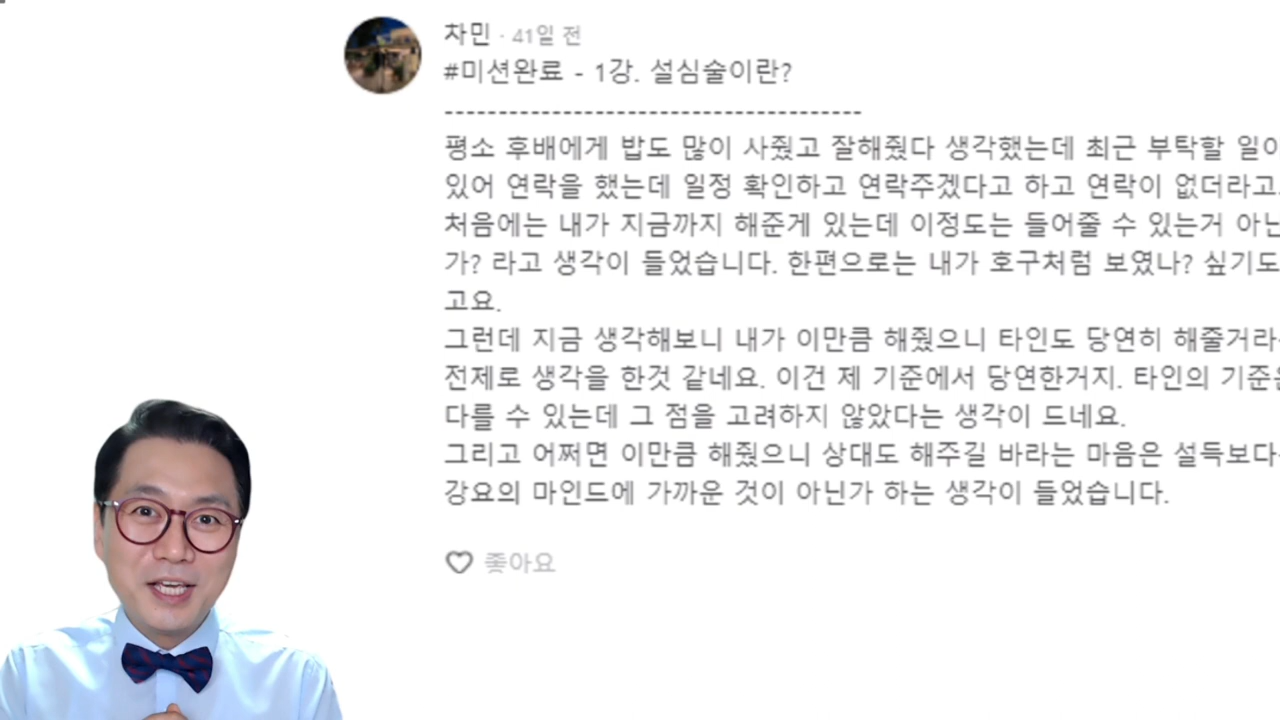 차민 · 41일 전
#미션완료 - 1강. 설심술이란?
---------------------------------------
평소 후배에게 밥도 많이 사줬고 잘해줬다 생각했는데 최근 부탁할 일이
있어 연락을 했는데 일정 확인하고 연락주겠다고 하고 연락이 없더라고
처음에는 내가 지금까지 해준게 있는데 이정도는 들어줄 수 있는거 아닌
가? 라고 생각이 들었습니다. 한편으로는 내가 호구처럼 보였나? 싶기도
고요.
그런데 지금 생각해보니 내가 이만큼 해줬으니 타인도 당연히 해줄거라
전제로 생각을 한것 같네요. 이건 제 기준에서 당연한거지. 타인의 기준은
다를 수 있는데 그 점을 고려하지 않았다는 생각이 드네요.
그리고 어쩌면 이만큼 해줬으니 상대도 해주길 바라는 마음은 설득보다
강요의 마인드에 가까운 것이 아닌가 하는 생각이 들었습니다.
좋아요